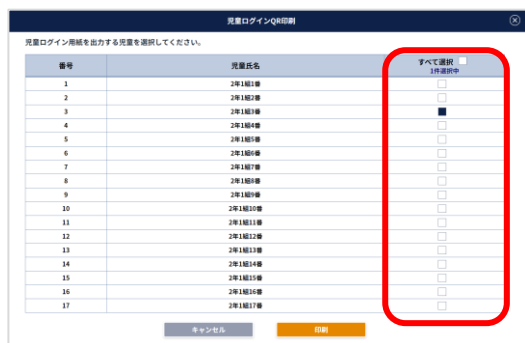 児童ログインQR印刷
児童ログイン用紙を出力する児童を選択してください。
番号 児童氏名 すべて選択
1件選択中
1 2年1組1番
2 2年1組2番
3 2年1組3番
4 2年1組4番
5 2年1組5番
6 2年1組6番
7 2年1組7番
8 2年1組8番
9 2年1組9番
10 2年1組10番
11 2年1組11番
12 2年1組12番
13 2年1組13番
14 2年1組14番
15 2年1組15番
16 2年1組16番
17 2年1組17番
キャンセル 印刷